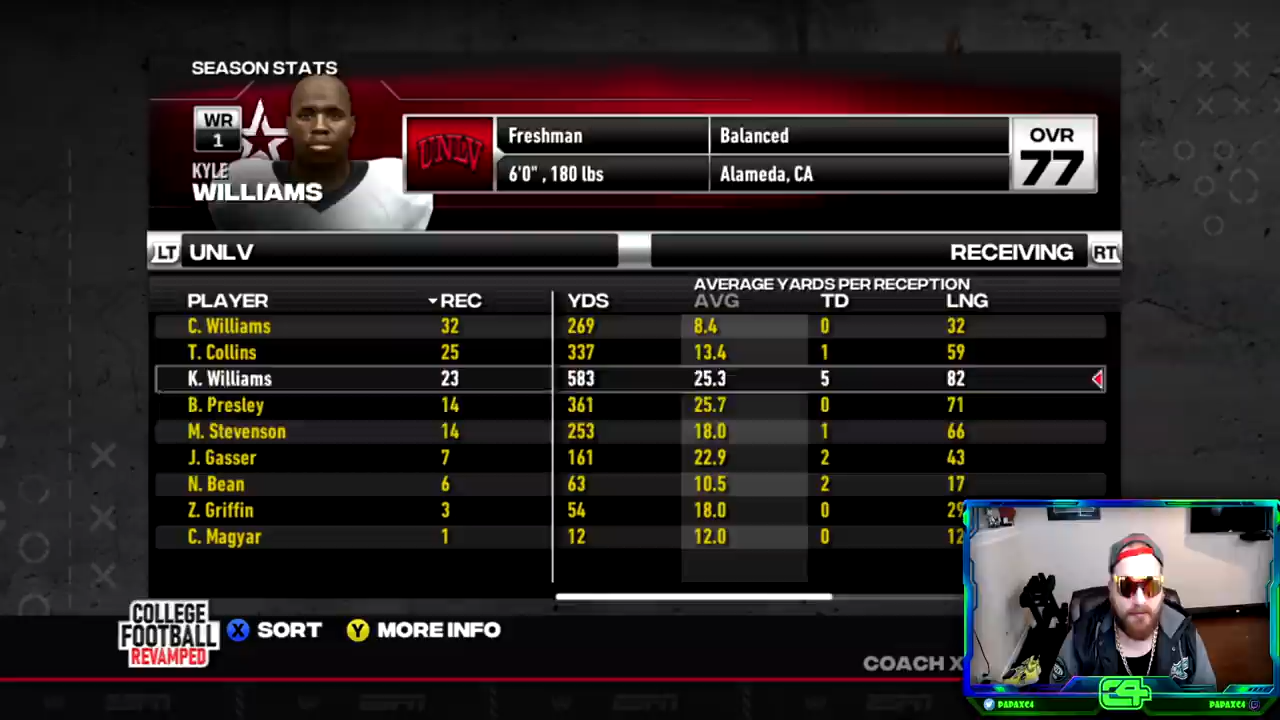 SEASON STATS
WR
1
KYLE
WILLIAMS
UNLV
Freshman
Balanced
6'0" , 180 lbs
Alameda, CA
OVR
77
LT UNLV
RECEIVING RT
AVERAGE YARDS PER RECEPTION
PLAYER REC YDS AVG TD LNG
C. Williams 32 269 8.4 0 32
T. Collins 25 337 13.4 1 59
K. Williams 23 583 25.3 5 82
B. Presley 14 361 25.7 0 71
M. Stevenson 14 253 18.0 1 66
J. Gasser 7 161 22.9 2 43
N. Bean 6 63 10.5 2 17
Z. Griffin 3 54 18.0 0 29
C. Magyar 1 12 12.0 0 12
COLLEGE
FOOTBALL
REVAMPED
X SORT Y MORE INFO
COACH X
C4
PAPAXC4 PAPAXC4